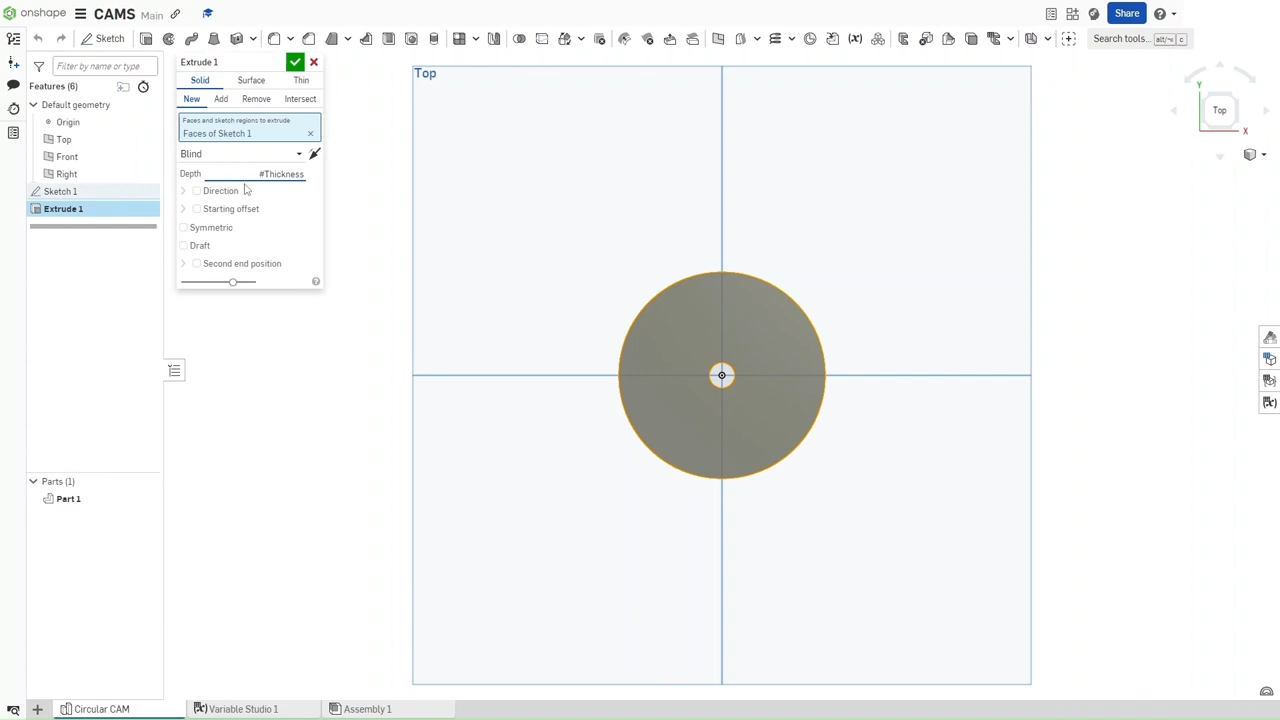 onshape CAMS Main Share
Sketch Search tools... alt/⌥ c
Filter by name or type
Features (6)
Default geometry
Origin
Top
Front
Right
Sketch 1
Extrude 1
Parts (1)
Part 1
Extrude 1
Solid Surface Thin
New Add Remove Intersect
Faces and sketch regions to extrude
Faces of Sketch 1
Blind
Depth #Thickness
Direction
Starting offset
Symmetric
Draft
Second end position
Top
Y
Top
X
Circular CAM Variable Studio 1 Assembly 1